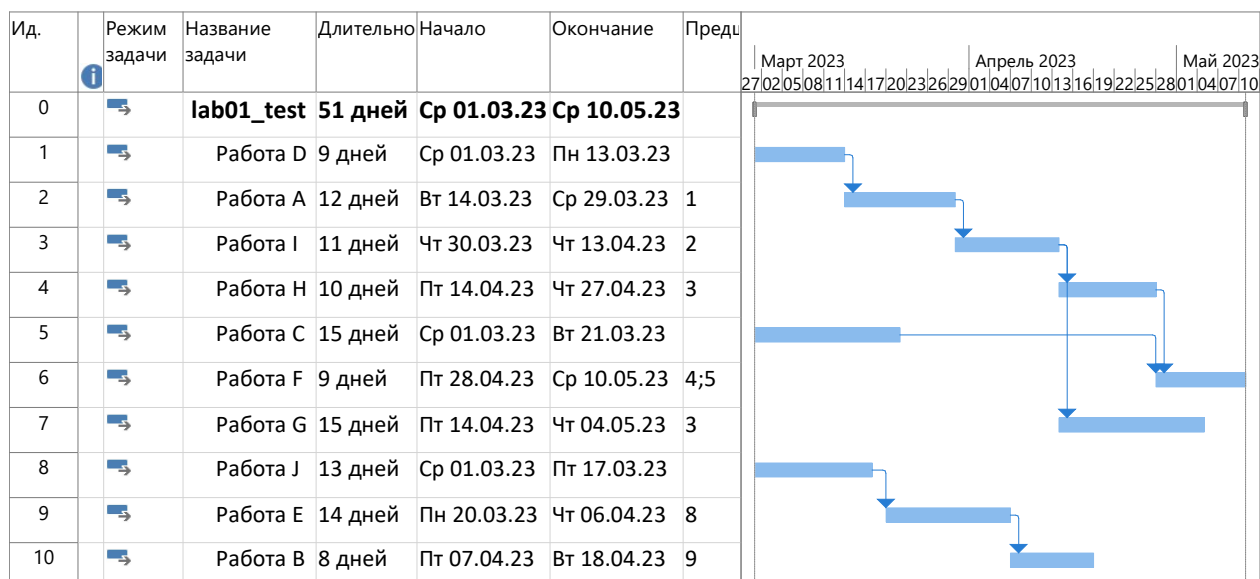 Ид. Режим задачи Название задачи Длительно Начало Окончание Предц
Март 2023 Апрель 2023 Май 2023
27 02 05 08 11 14 17 20 23 26 29 01 04 07 10 13 16 19 22 25 28 01 04 07 10
0 lab01_test 51 дней Ср 01.03.23 Ср 10.05.23
1 Работа D 9 дней Ср 01.03.23 Пн 13.03.23
2 Работа A 12 дней Вт 14.03.23 Ср 29.03.23 1
3 Работа I 11 дней Чт 30.03.23 Чт 13.04.23 2
4 Работа H 10 дней Пт 14.04.23 Чт 27.04.23 3
5 Работа C 15 дней Ср 01.03.23 Вт 21.03.23
6 Работа F 9 дней Пт 28.04.23 Ср 10.05.23 4;5
7 Работа G 15 дней Пт 14.04.23 Чт 04.05.23 3
8 Работа J 13 дней Ср 01.03.23 Пт 17.03.23
9 Работа E 14 дней Пн 20.03.23 Чт 06.04.23 8
10 Работа B 8 дней Пт 07.04.23 Вт 18.04.23 9